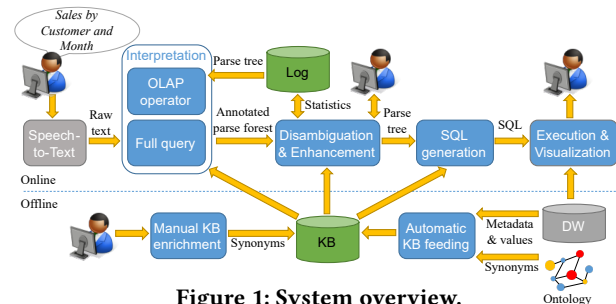 Sales by
Customer and
Month
Interpretation
Parse tree
Log
OLAP
operator
Raw
text
Annotated
parse forest
Statistics
Parse
tree
SQL
Speech-
to-Text
Full query
Disambiguation
& Enhancement
SQL
generation
Execution &
Visualization
Online
Offline
Manual KB
enrichment
Synonyms
KB
Automatic
KB feeding
Metadata
& values
DW
Synonyms
Ontology
Figure 1: System overview.